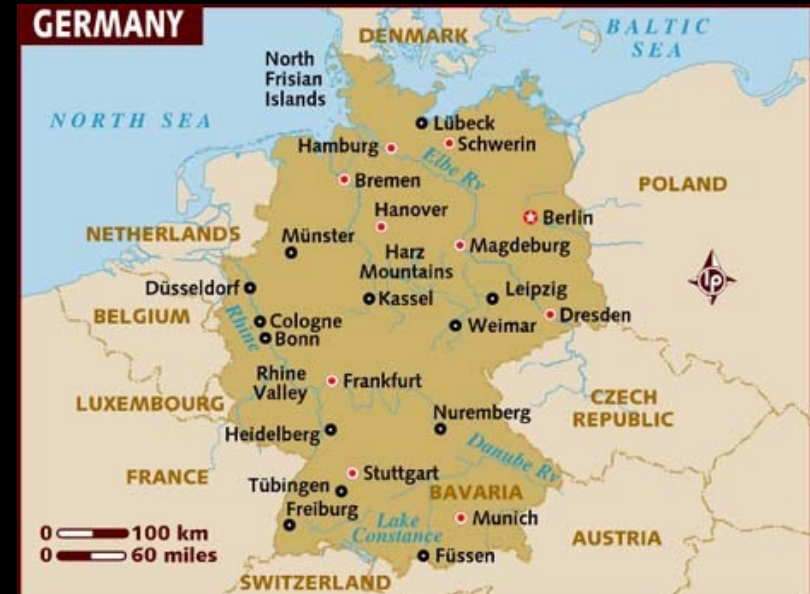 GERMANY
DENMARK
BALTIC
SEA
North
Frisian
Islands
NORTH SEA
Lübeck
Hamburg
Schwerin
Elbe Rv
Bremen
POLAND
Hanover
Berlin
NETHERLANDS
Münster
Harz
Mountains
Magdeburg
Düsseldorf
Kassel
Leipzig
LP
BELGIUM
Rhine
Cologne
Weimar
Dresden
Bonn
Rhine
Valley
Frankfurt
LUXEMBOURG
CZECH
REPUBLIC
Nuremberg
Heidelberg
Danube Rv
FRANCE
Stuttgart
Tübingen
BAVARIA
Freiburg
Lake
Constance
Munich
AUSTRIA
0 100 km
0 60 miles
Füssen
SWITZERLAND